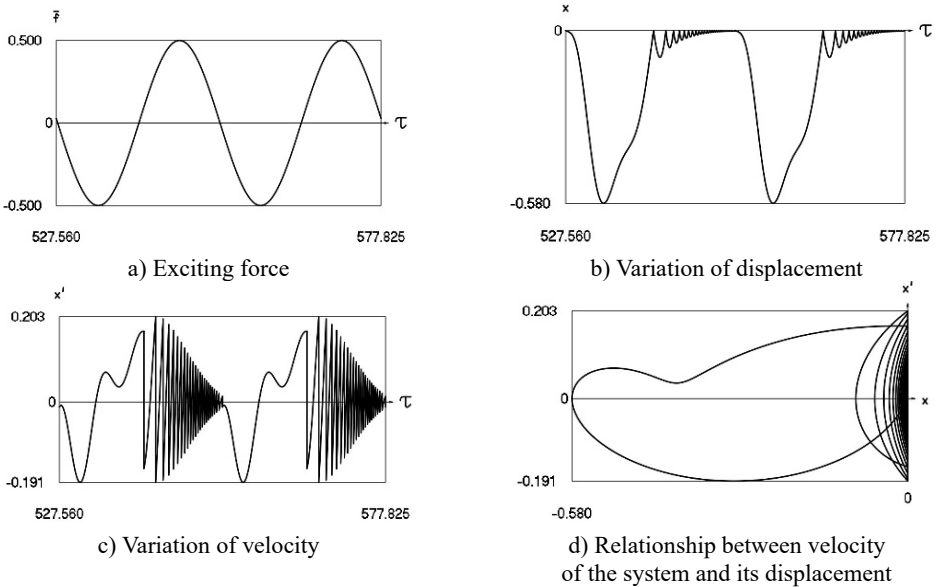 f̄
0.500
0
τ
-0.500
527.560
577.825
a) Exciting force
x
0
τ
-0.580
527.560
577.825
b) Variation of displacement
x'
0.203
0
τ
-0.191
527.560
577.825
c) Variation of velocity
x'
0.203
0
x
-0.191
0
-0.580
d) Relationship between velocity
of the system and its displacement